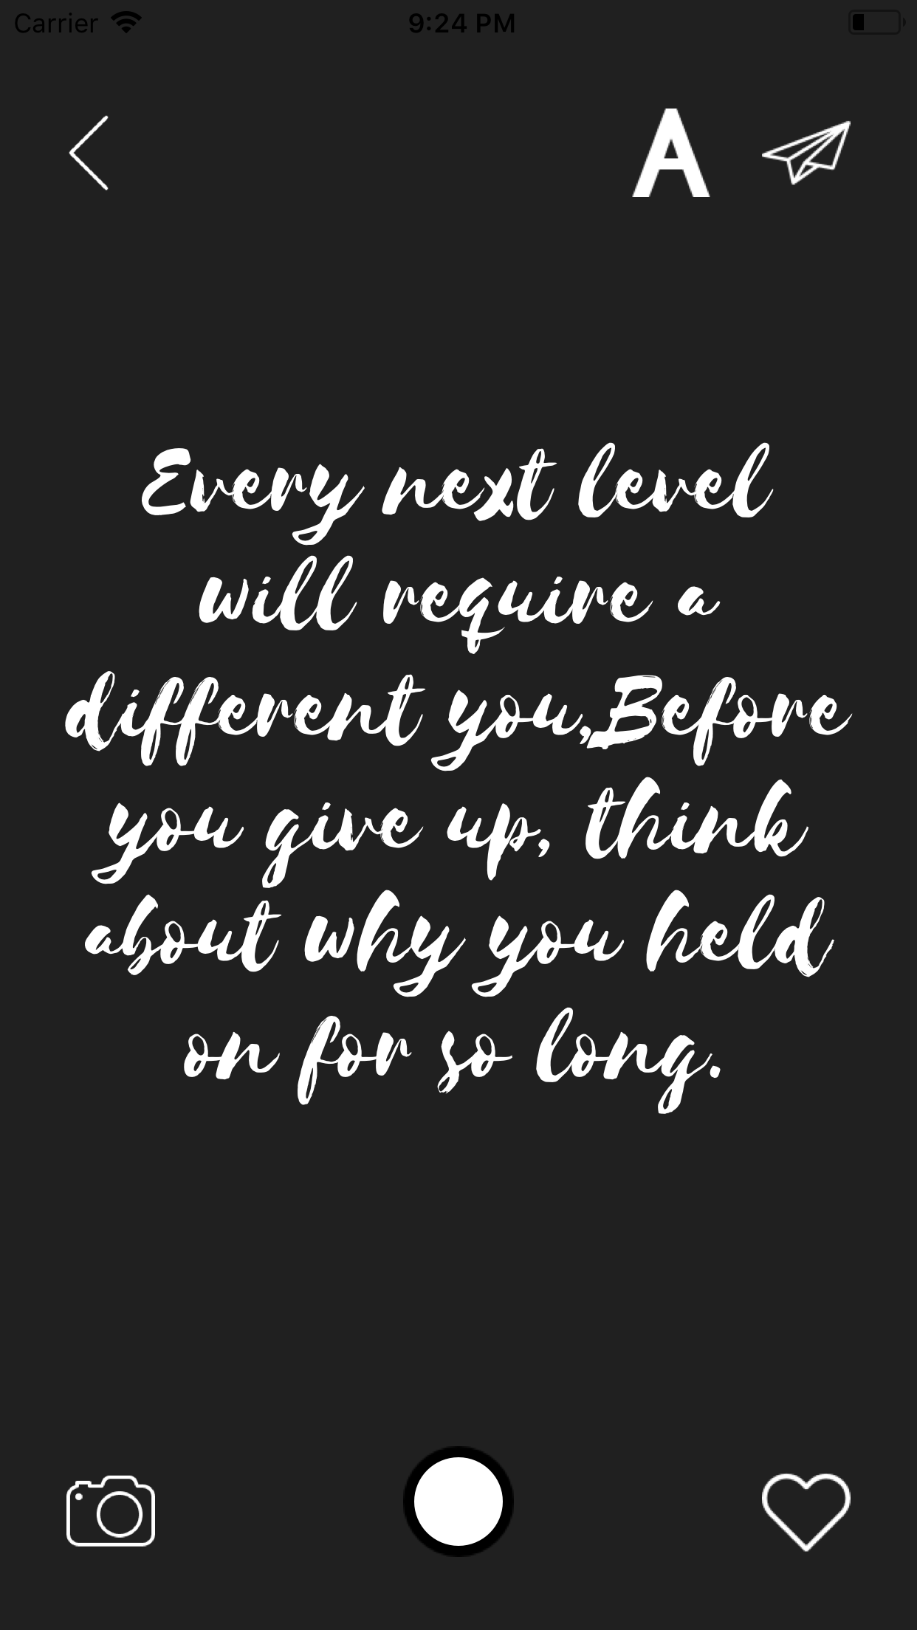 Carrier 9:24 PM
A
Every next level
will require a
different you,Before
you give up, think
about why you held
on for so long.